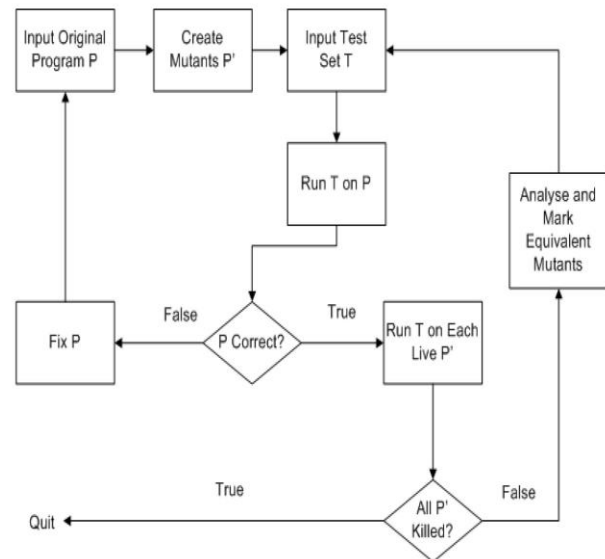 Input Original
Program P
Create
Mutants P'
Input Test
Set T
Run T on P
Analyse and
Mark
Equivalent
Mutants
False
True
Fix P
P Correct?
Run T on Each
Live P'
True
False
All P'
Killed?
Quit